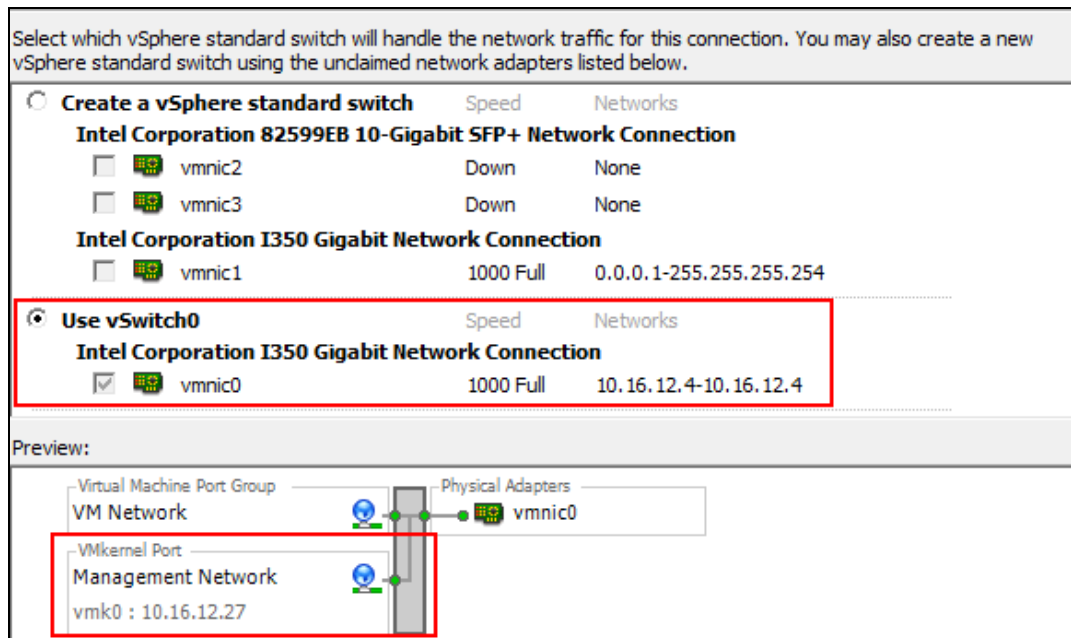 Select which vSphere standard switch will handle the network traffic for this connection. You may also create a new
vSphere standard switch using the unclaimed network adapters listed below.
Create a vSphere standard switch Speed Networks
Intel Corporation 82599EB 10-Gigabit SFP+ Network Connection
vmnic2 Down None
vmnic3 Down None
Intel Corporation I350 Gigabit Network Connection
vmnic1 1000 Full 0.0.0.1-255.255.255.254
Use vSwitch0 Speed Networks
Intel Corporation I350 Gigabit Network Connection
vmnic0 1000 Full 10.16.12.4-10.16.12.4
Preview:
Virtual Machine Port Group Physical Adapters
VM Network vmnic0
VMkernel Port
Management Network
vmk0 : 10.16.12.27